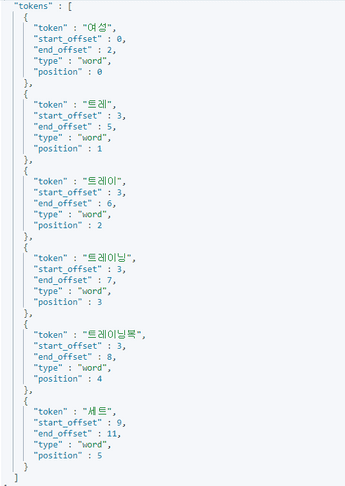 "tokens" : [
{
"token" : "여성",
"start_offset" : 0,
"end_offset" : 2,
"type" : "word",
"position" : 0
},
{
"token" : "트레",
"start_offset" : 3,
"end_offset" : 5,
"type" : "word",
"position" : 1
},
{
"token" : "트레이",
"start_offset" : 3,
"end_offset" : 6,
"type" : "word",
"position" : 2
},
{
"token" : "트레이닝",
"start_offset" : 3,
"end_offset" : 7,
"type" : "word",
"position" : 3
},
{
"token" : "트레이닝복",
"start_offset" : 3,
"end_offset" : 8,
"type" : "word",
"position" : 4
},
{
"token" : "세트",
"start_offset" : 9,
"end_offset" : 11,
"type" : "word",
"position" : 5
}
]